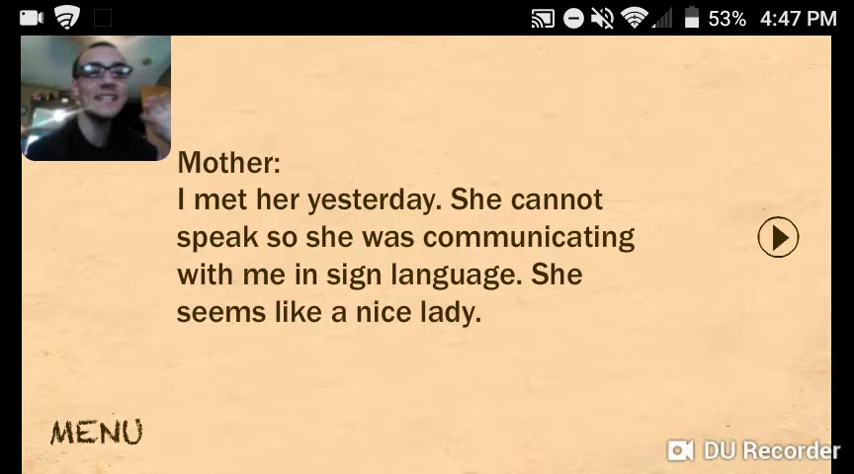 53% 4:47 PM
Mother:
I met her yesterday. She cannot
speak so she was communicating
with me in sign language. She
seems like a nice lady.
MENU
DU Recorder